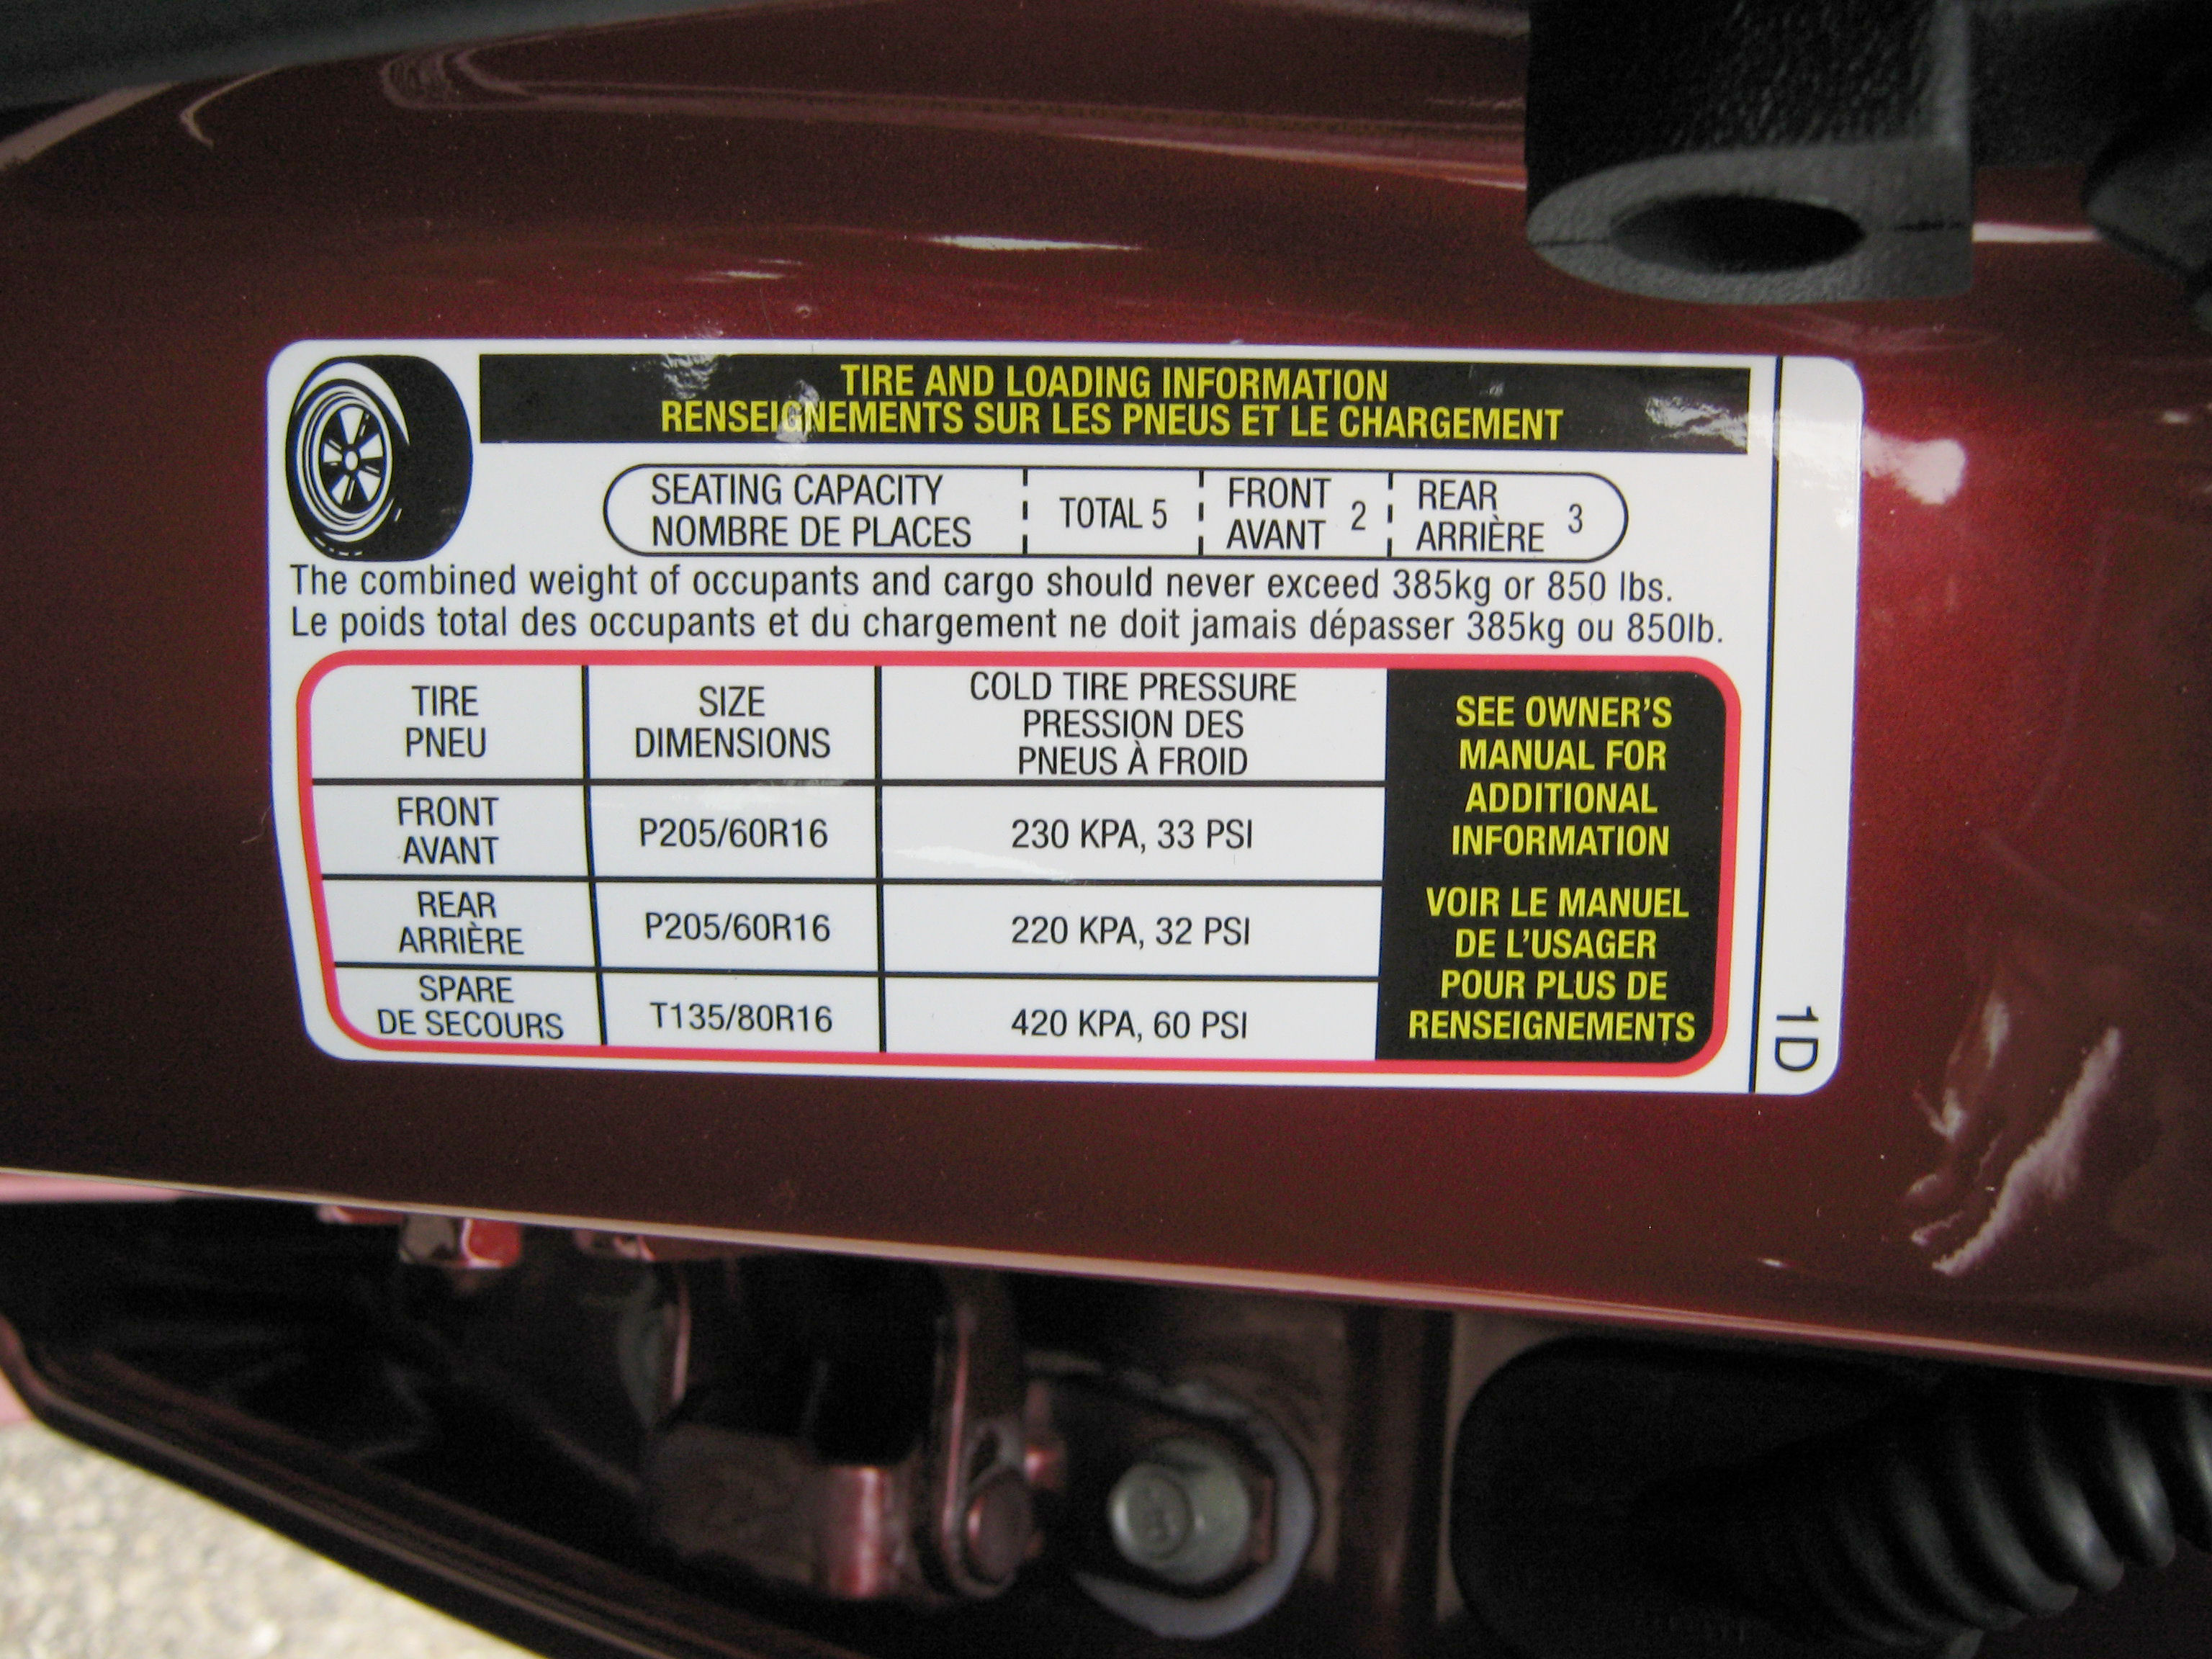 TIRE AND LOADING INFORMATION
RENSEIGNEMENTS SUR LES PNEUS ET LE CHARGEMENT
SEATING CAPACITY
NOMBRE DE PLACES
TOTAL 5
FRONT
AVANT 2
REAR
ARRIÈRE 3
The combined weight of occupants and cargo should never exceed 385kg or 850 lbs.
Le poids total des occupants et du chargement ne doit jamais dépasser 385kg ou 850lb.
TIRE
PNEU
SIZE
DIMENSIONS
COLD TIRE PRESSURE
PRESSION DES
PNEUS À FROID
FRONT
AVANT
P205/60R16
230 KPA, 33 PSI
REAR
ARRIÈRE
P205/60R16
220 KPA, 32 PSI
SPARE
DE SECOURS
T135/80R16
420 KPA, 60 PSI
SEE OWNER'S
MANUAL FOR
ADDITIONAL
INFORMATION
VOIR LE MANUEL
DE L'USAGER
POUR PLUS DE
RENSEIGNEMENTS
1D